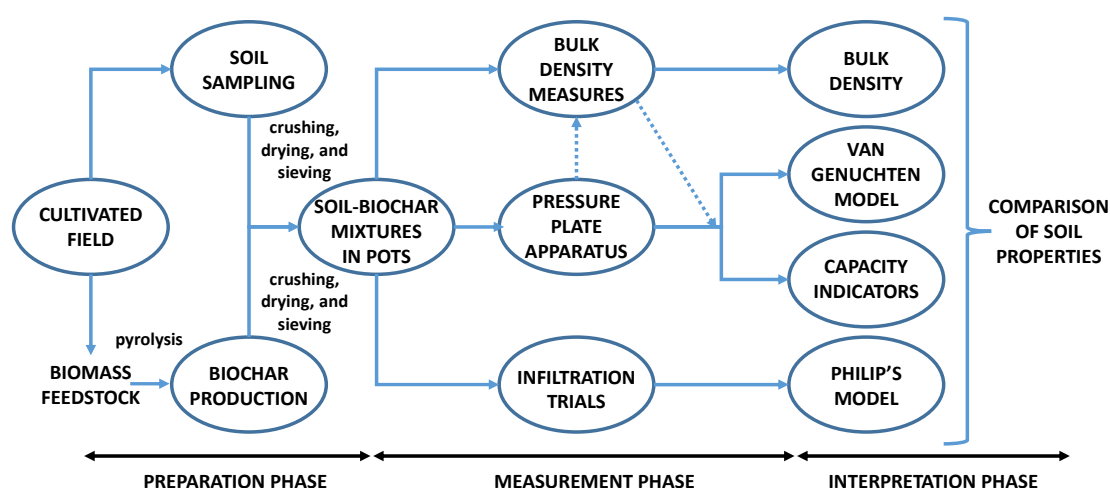 SOIL
SAMPLING
crushing,
drying, and
sieving
CULTIVATED
FIELD
pyrolysis
BIOMASS
FEEDSTOCK
BIOCHAR
PRODUCTION
crushing,
drying, and
sieving
SOIL-BIOCHAR
MIXTURES
IN POTS
BULK
DENSITY
MEASURES
PRESSURE
PLATE
APPARATUS
INFILTRATION
TRIALS
BULK
DENSITY
VAN
GENUCHTEN
MODEL
CAPACITY
INDICATORS
PHILIP'S
MODEL
COMPARISON
OF SOIL
PROPERTIES
PREPARATION PHASE
MEASUREMENT PHASE
INTERPRETATION PHASE